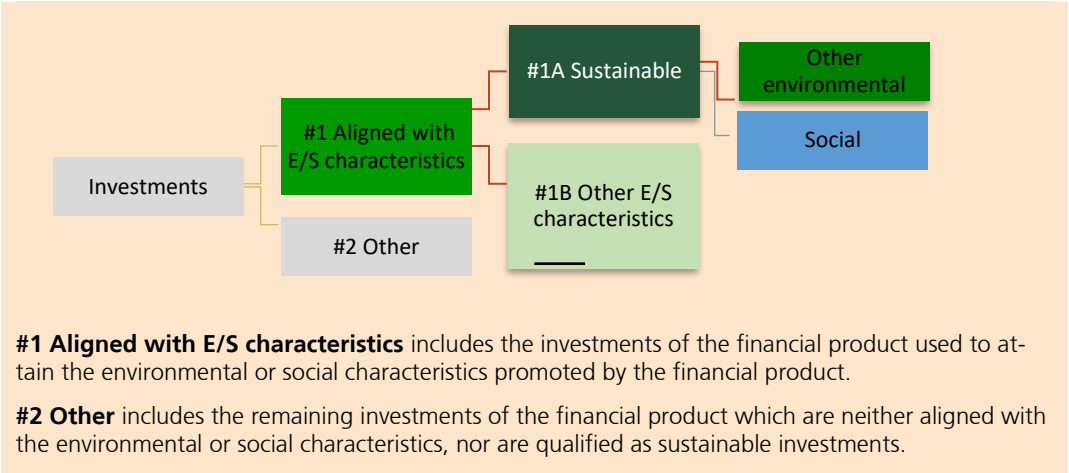 Investments
#1 Aligned with
E/S characteristics
#2 Other
#1A Sustainable
#1B Other E/S
characteristics
Other
environmental
Social
#1 Aligned with E/S characteristics includes the investments of the financial product used to at-
tain the environmental or social characteristics promoted by the financial product.
#2 Other includes the remaining investments of the financial product which are neither aligned with
the environmental or social characteristics, nor are qualified as sustainable investments.